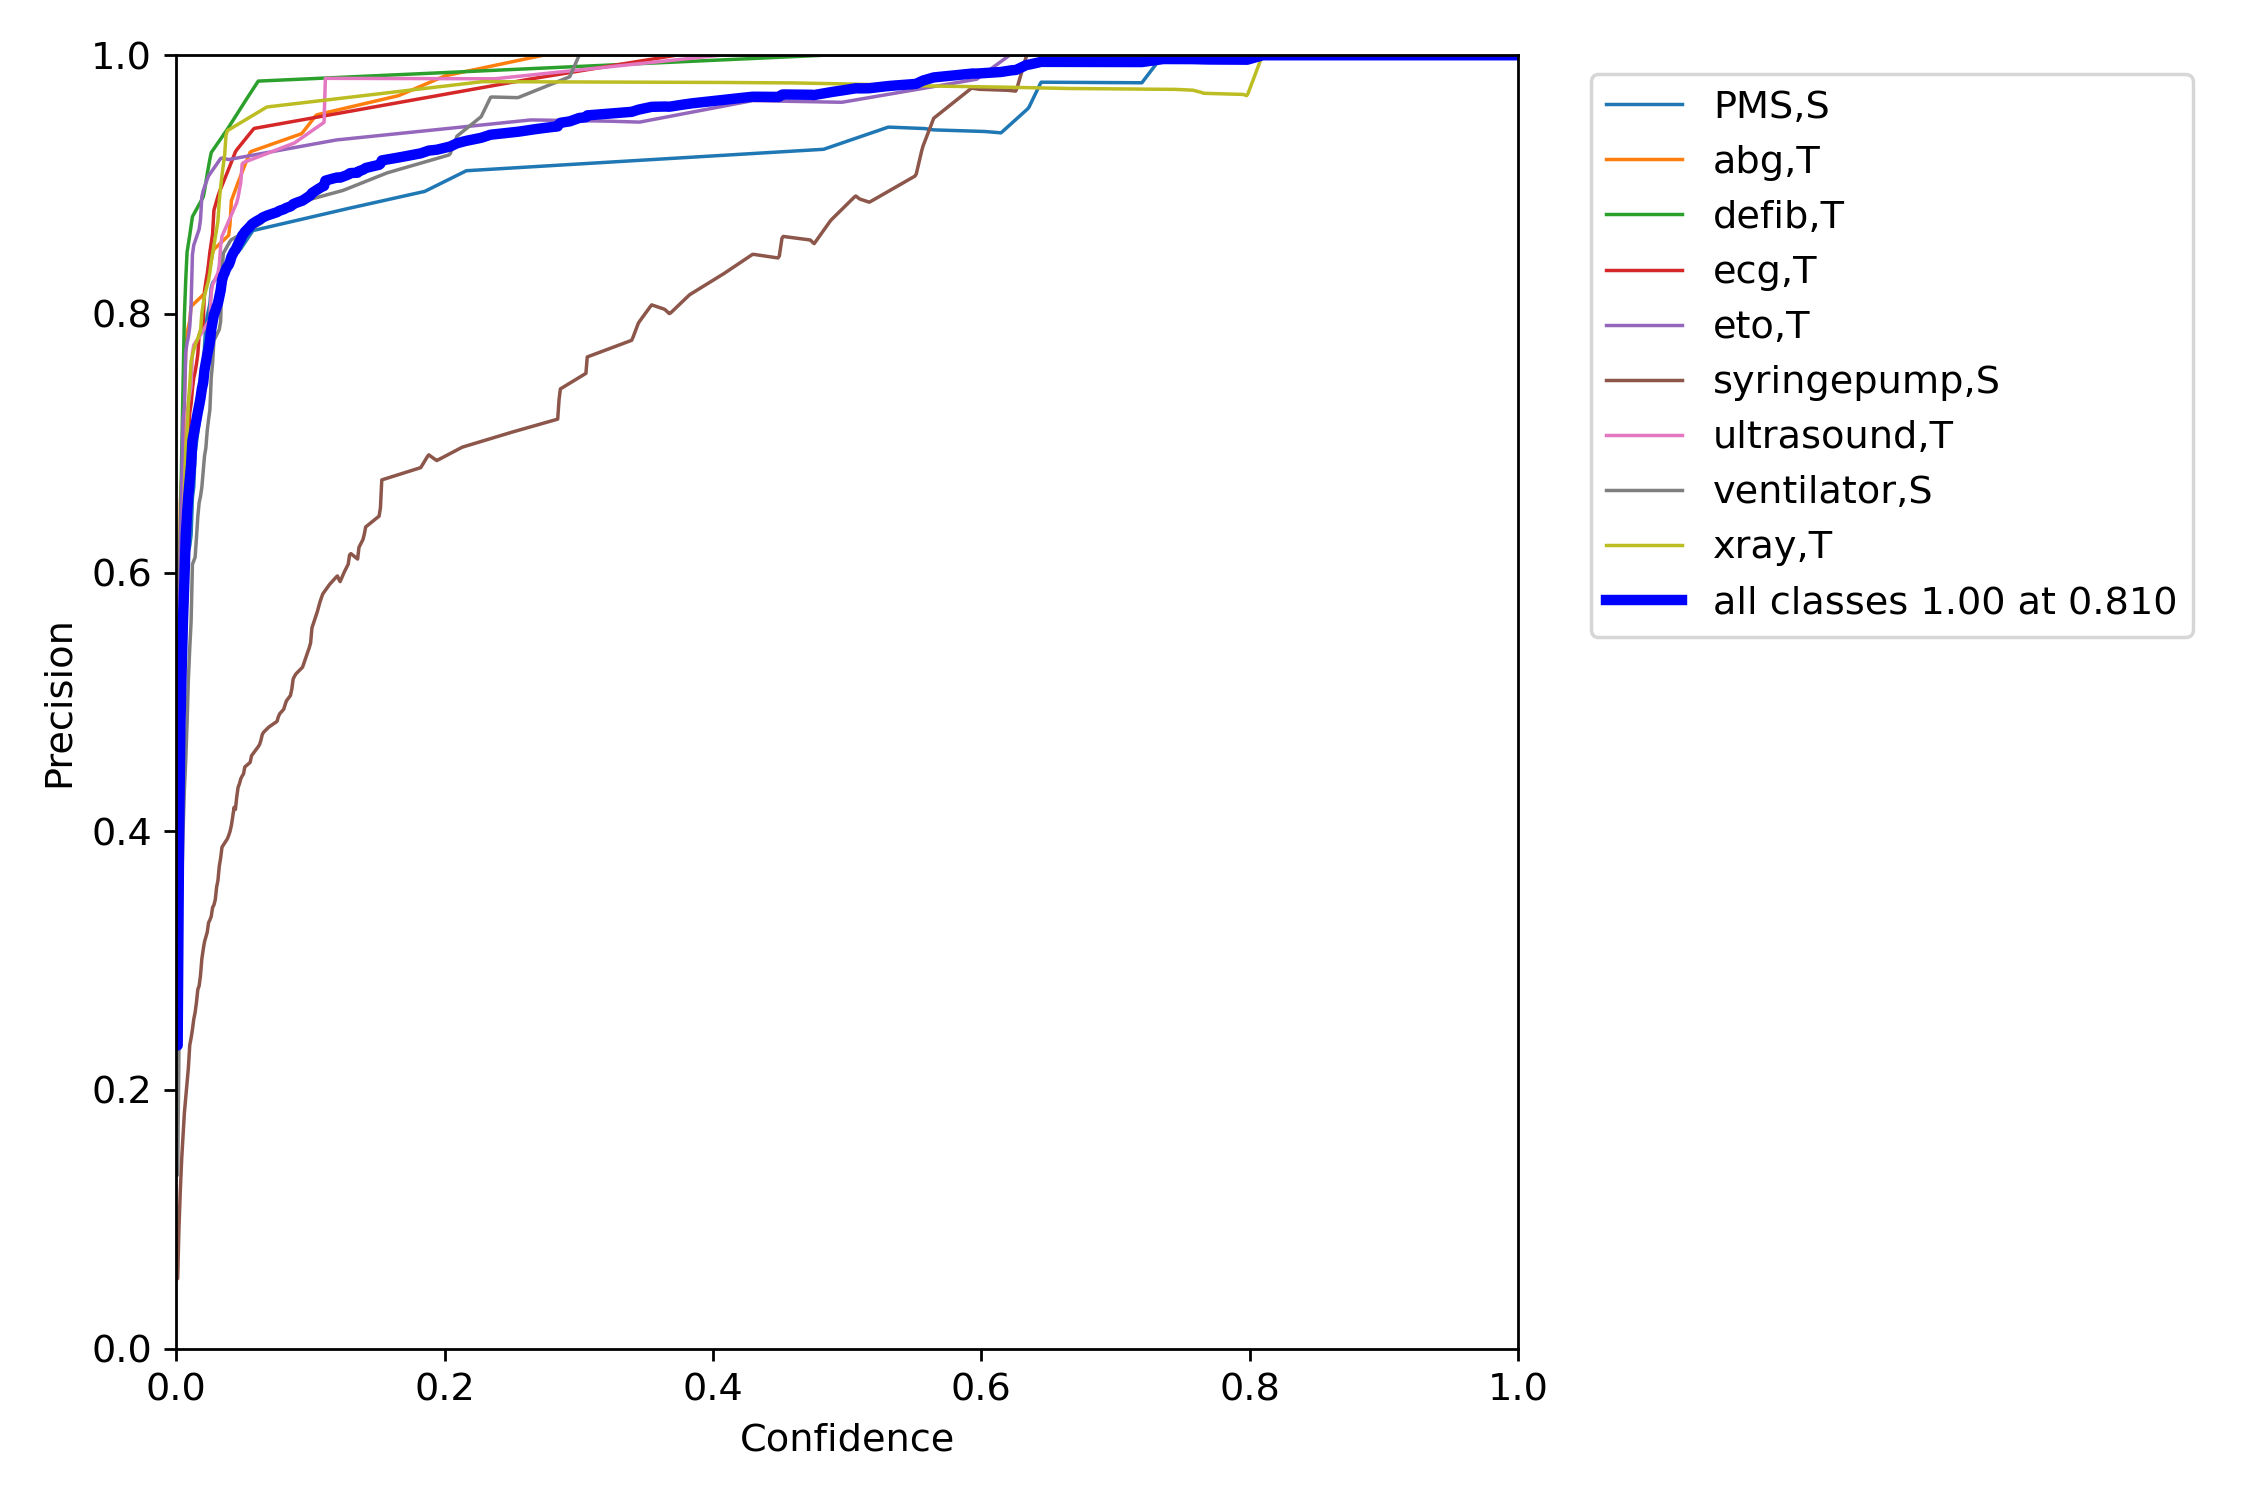 1.0
0.8
0.6
0.4
0.2
0.0
0.0 0.2 0.4 0.6 0.8 1.0
Precision
Confidence
PMS,S
abg,T
defib,T
ecg,T
eto,T
syringepump,S
ultrasound,T
ventilator,S
xray,T
all classes 1.00 at 0.810